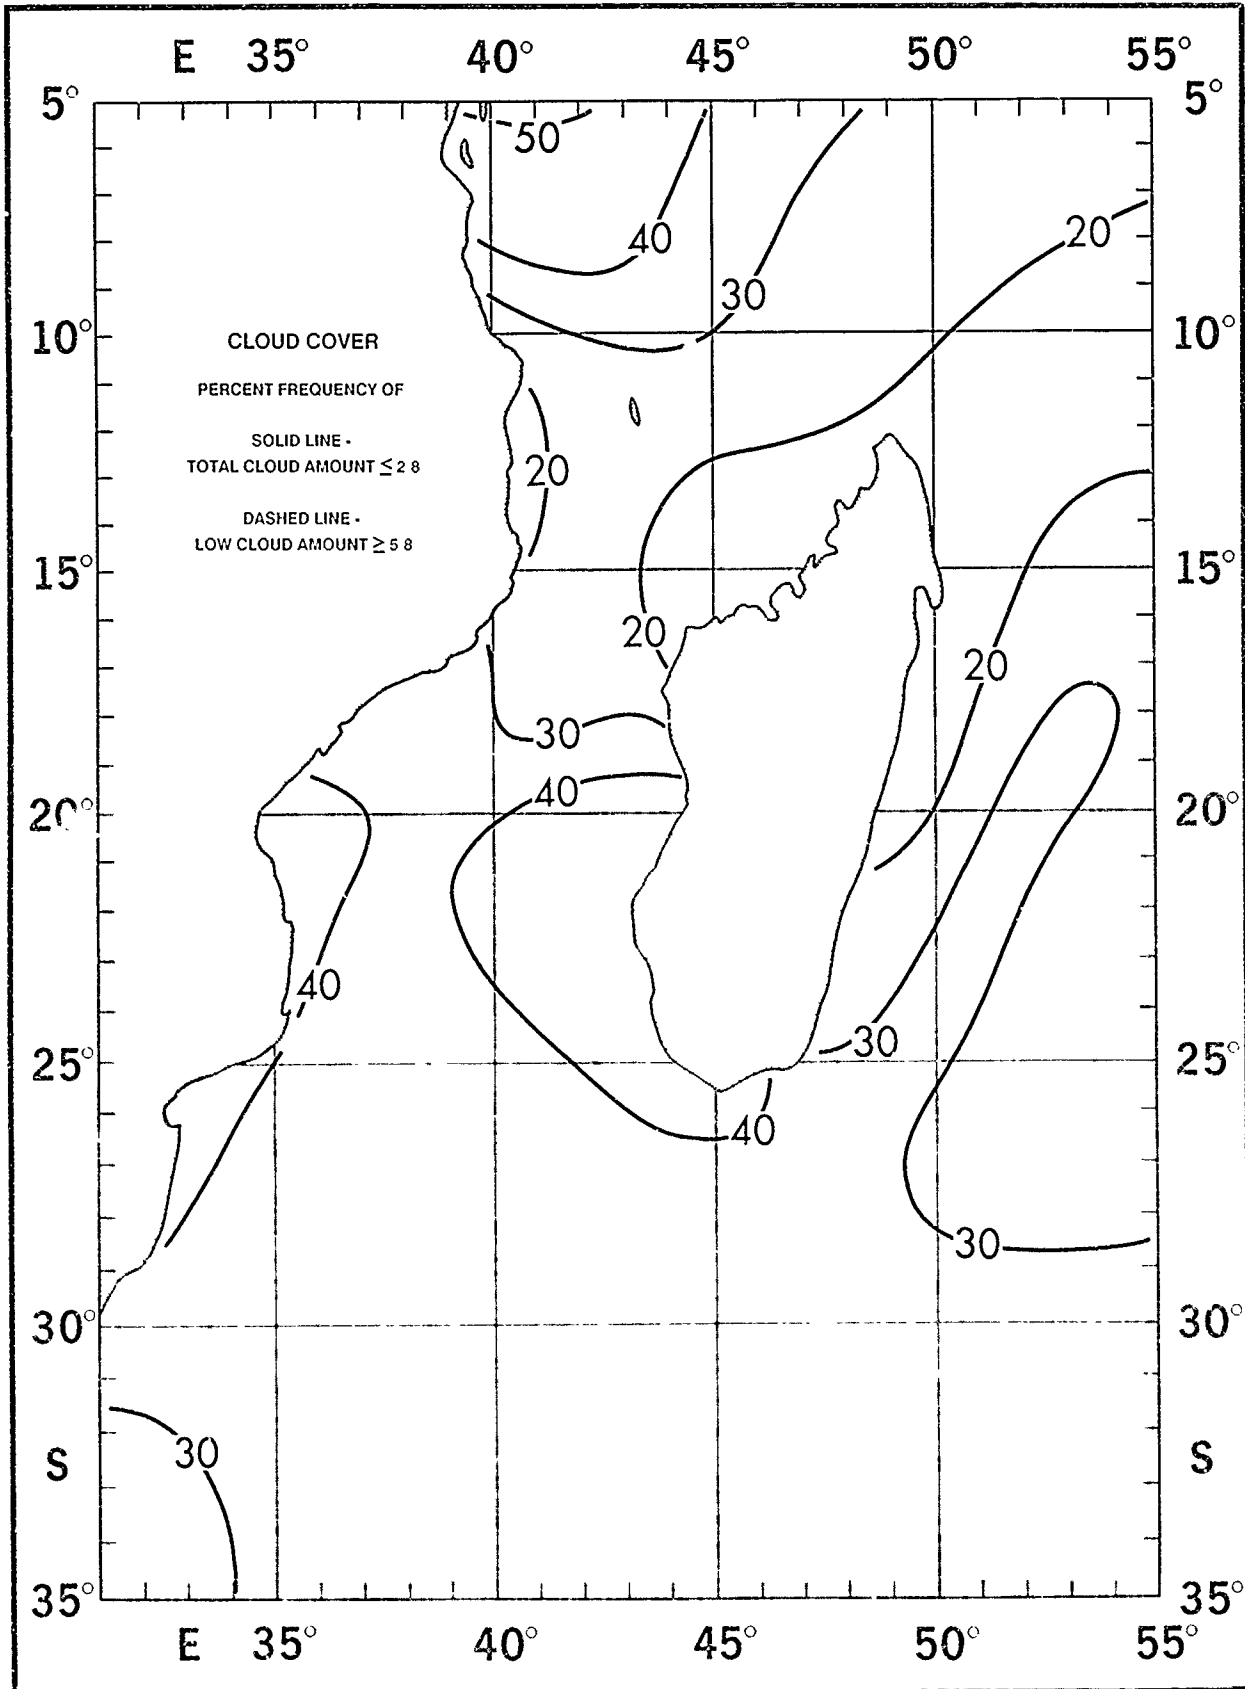 E 35° 40° 45° 50° 55°
5° 5°
50
40
20
30
10° 10°
CLOUD COVER
PERCENT FREQUENCY OF
SOLID LINE -
TOTAL CLOUD AMOUNT ≤ 2 8
20
DASHED LINE -
LOW CLOUD AMOUNT ≥ 5 8
15° 15°
20
20
30
40
20° 20°
40
30
25° 25°
40
30
30° 30°
30
S S
35° 35°
E 35° 40° 45° 50° 55°